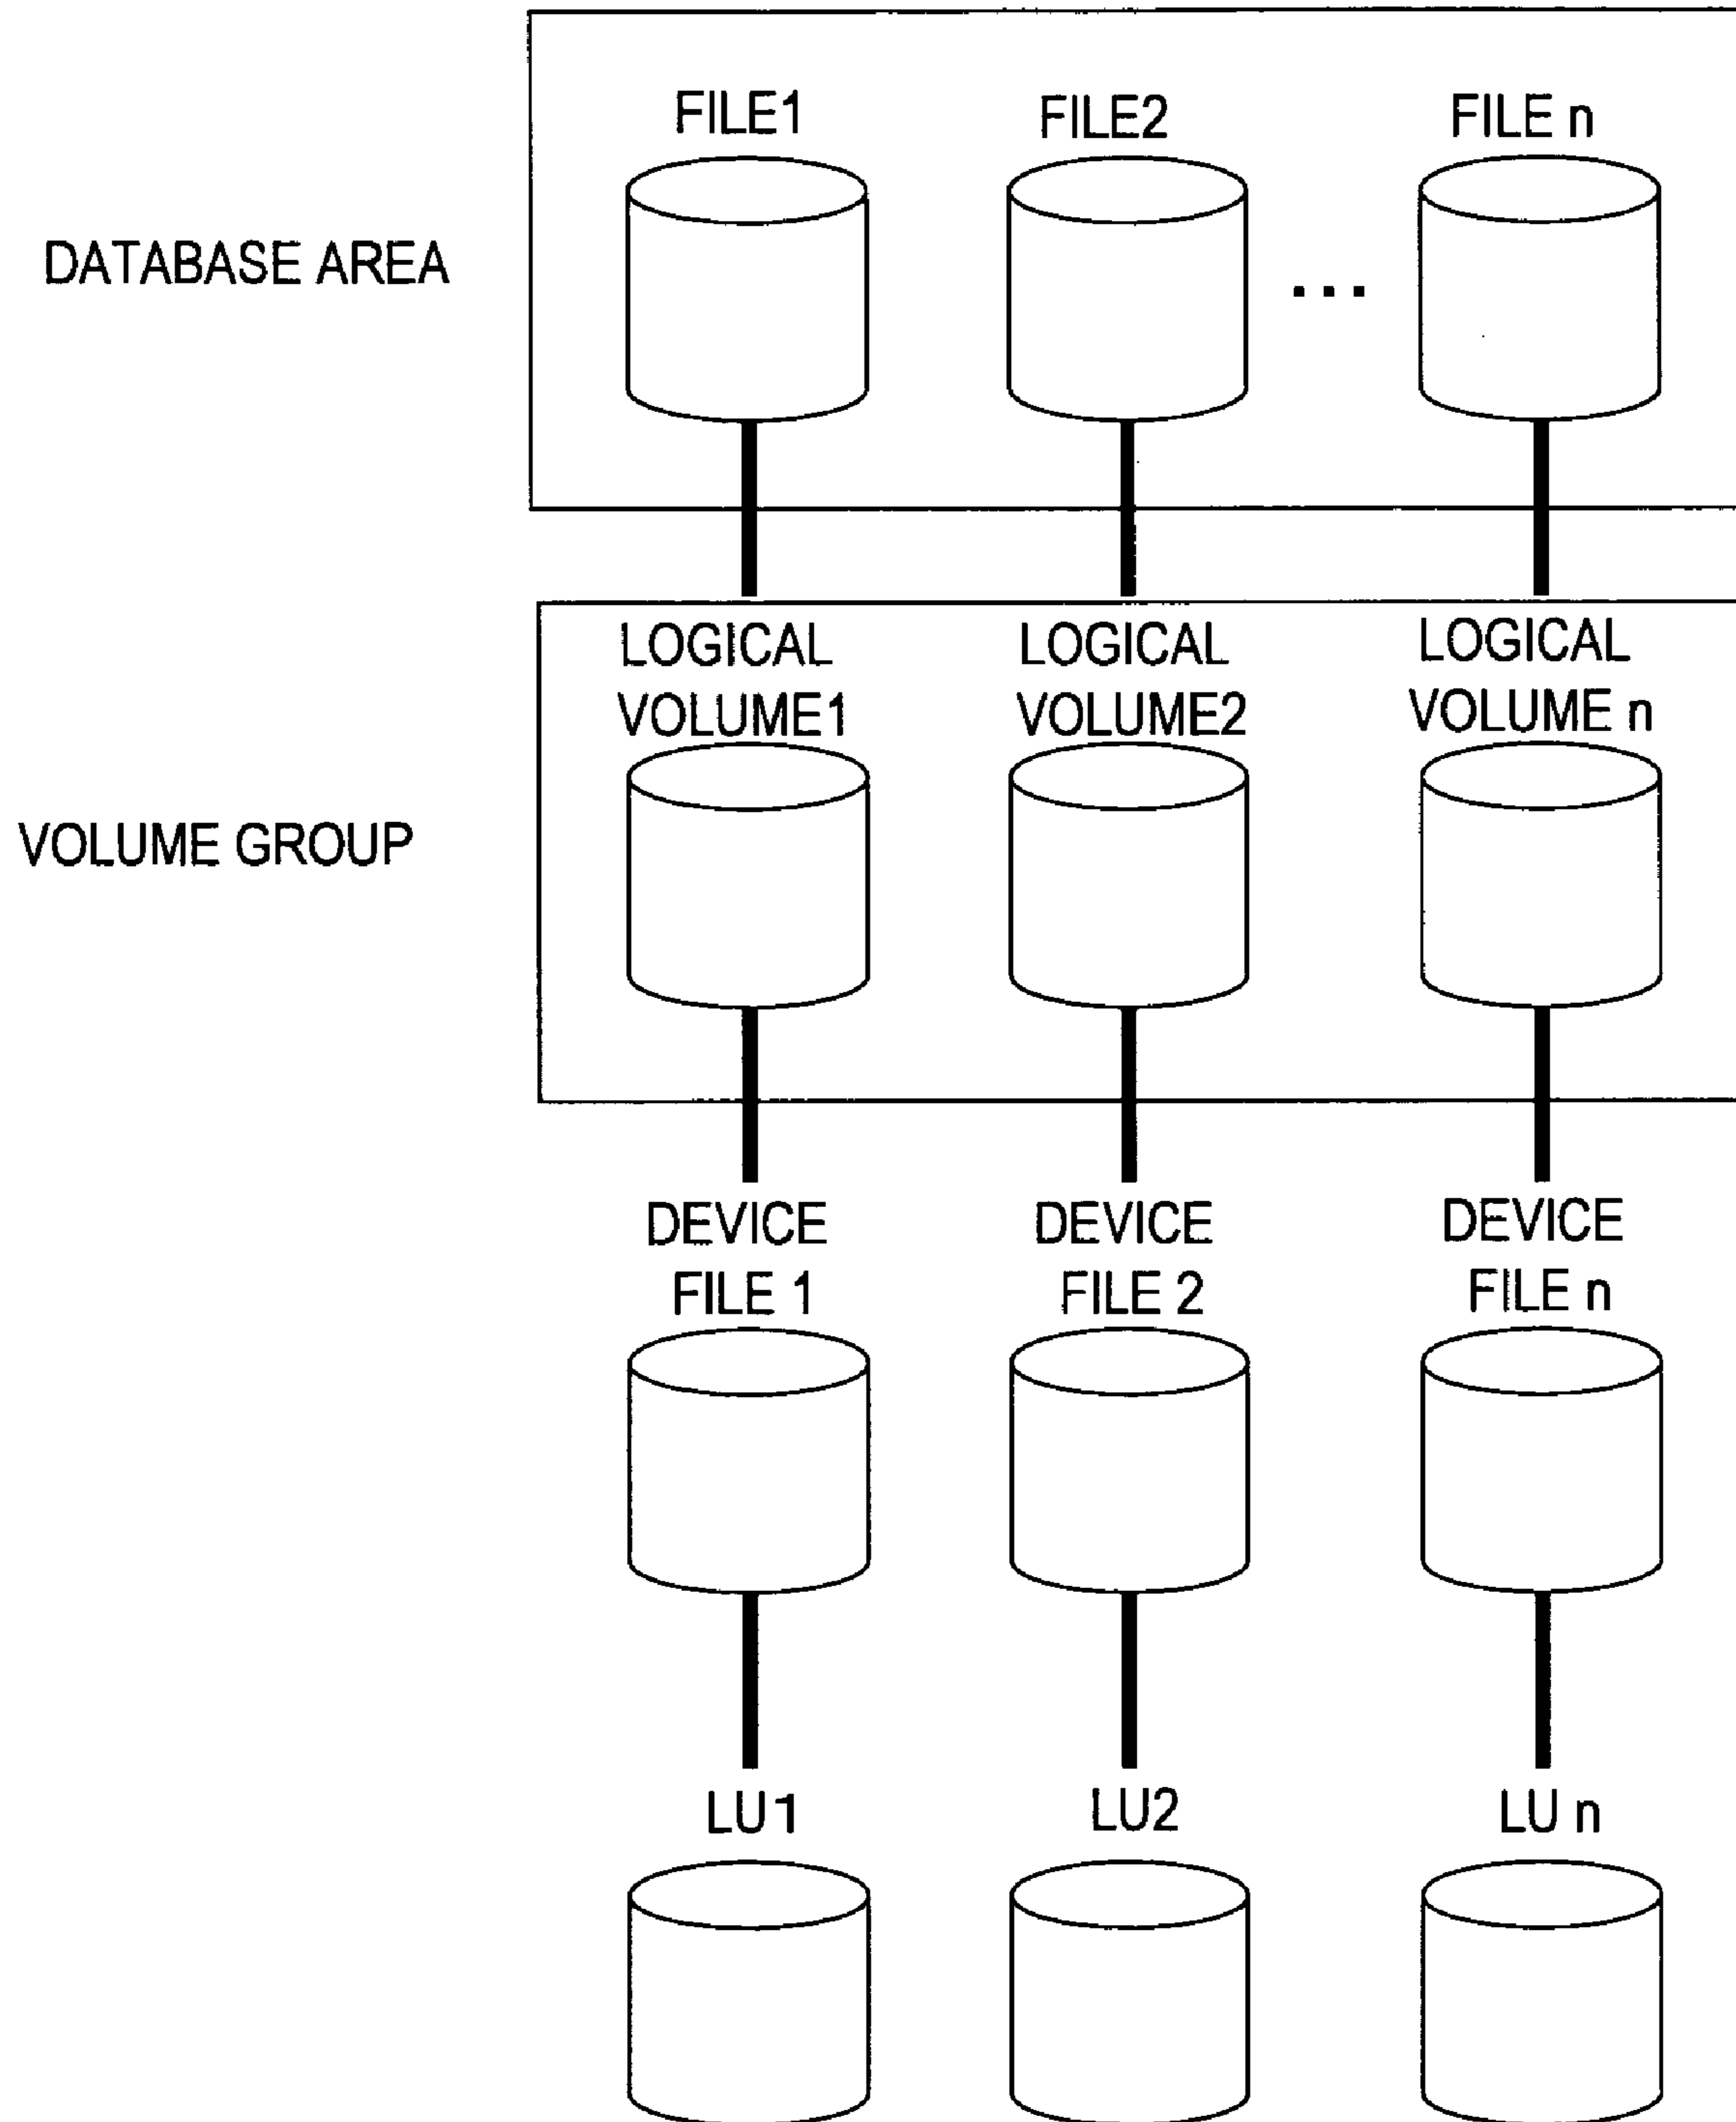 FILE1
FILE2
FILE n
DATABASE AREA
...
LOGICAL
VOLUME1
LOGICAL
VOLUME2
LOGICAL
VOLUME n
VOLUME GROUP
DEVICE
FILE 1
DEVICE
FILE 2
DEVICE
FILE n
LU1
LU2
LU n